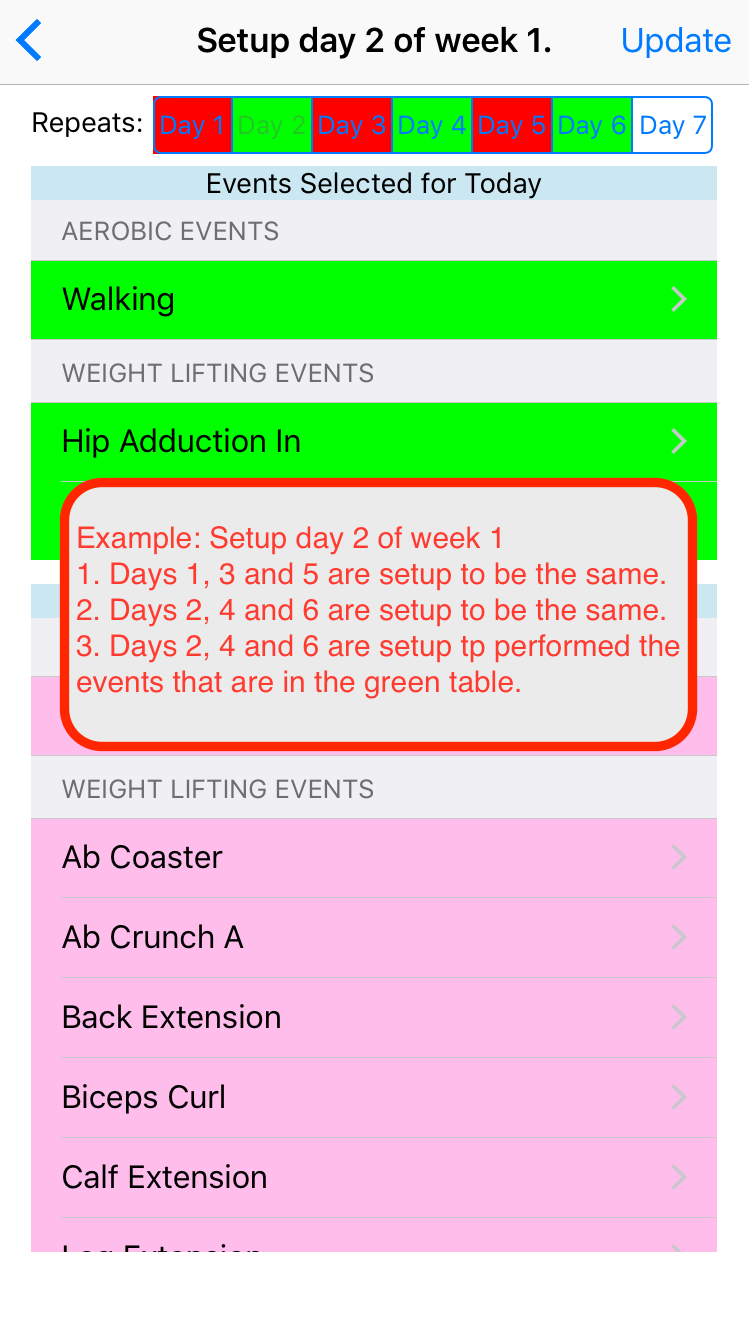 Setup day 2 of week 1. Update
Repeats: Day 1 Day 2 Day 3 Day 4 Day 5 Day 6 Day 7
Events Selected for Today
AEROBIC EVENTS
Walking
WEIGHT LIFTING EVENTS
Hip Adduction In
Example: Setup day 2 of week 1
1. Days 1, 3 and 5 are setup to be the same.
2. Days 2, 4 and 6 are setup to be the same.
3. Days 2, 4 and 6 are setup tp performed the
events that are in the green table.
WEIGHT LIFTING EVENTS
Ab Coaster
Ab Crunch A
Back Extension
Biceps Curl
Calf Extension
Leg Extension